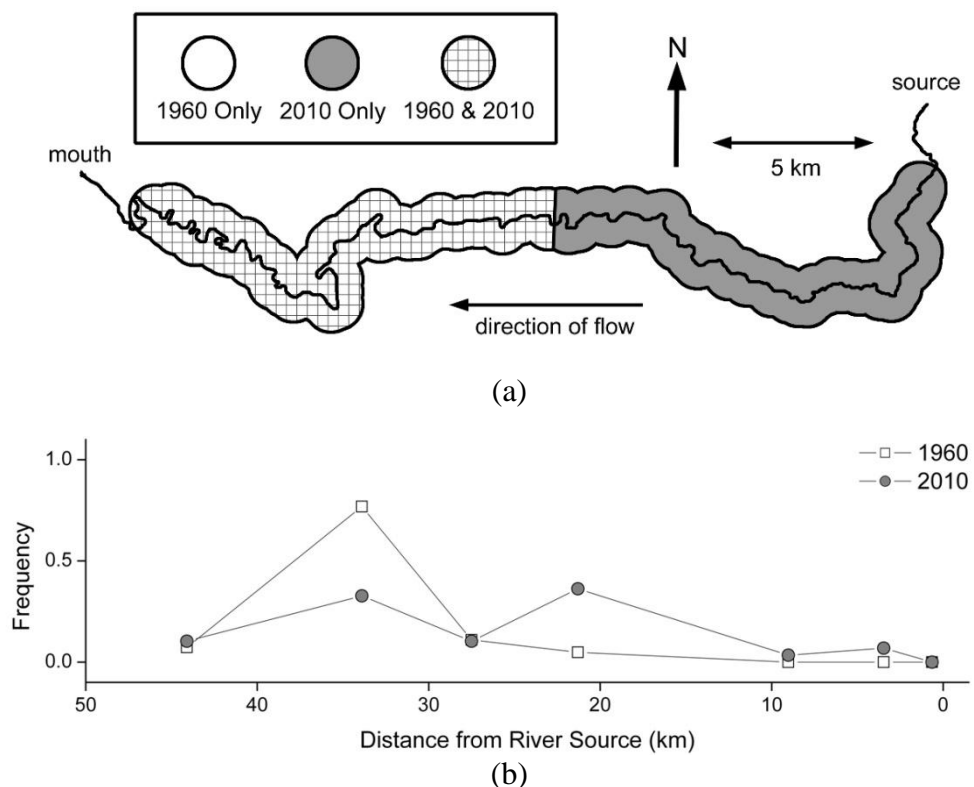 1960 Only 2010 Only 1960 & 2010
N
source
5 km
mouth
direction of flow
(a)
1960
2010
1.0
0.5
0.0
Frequency
50 40 30 20 10 0
Distance from River Source (km)
(b)